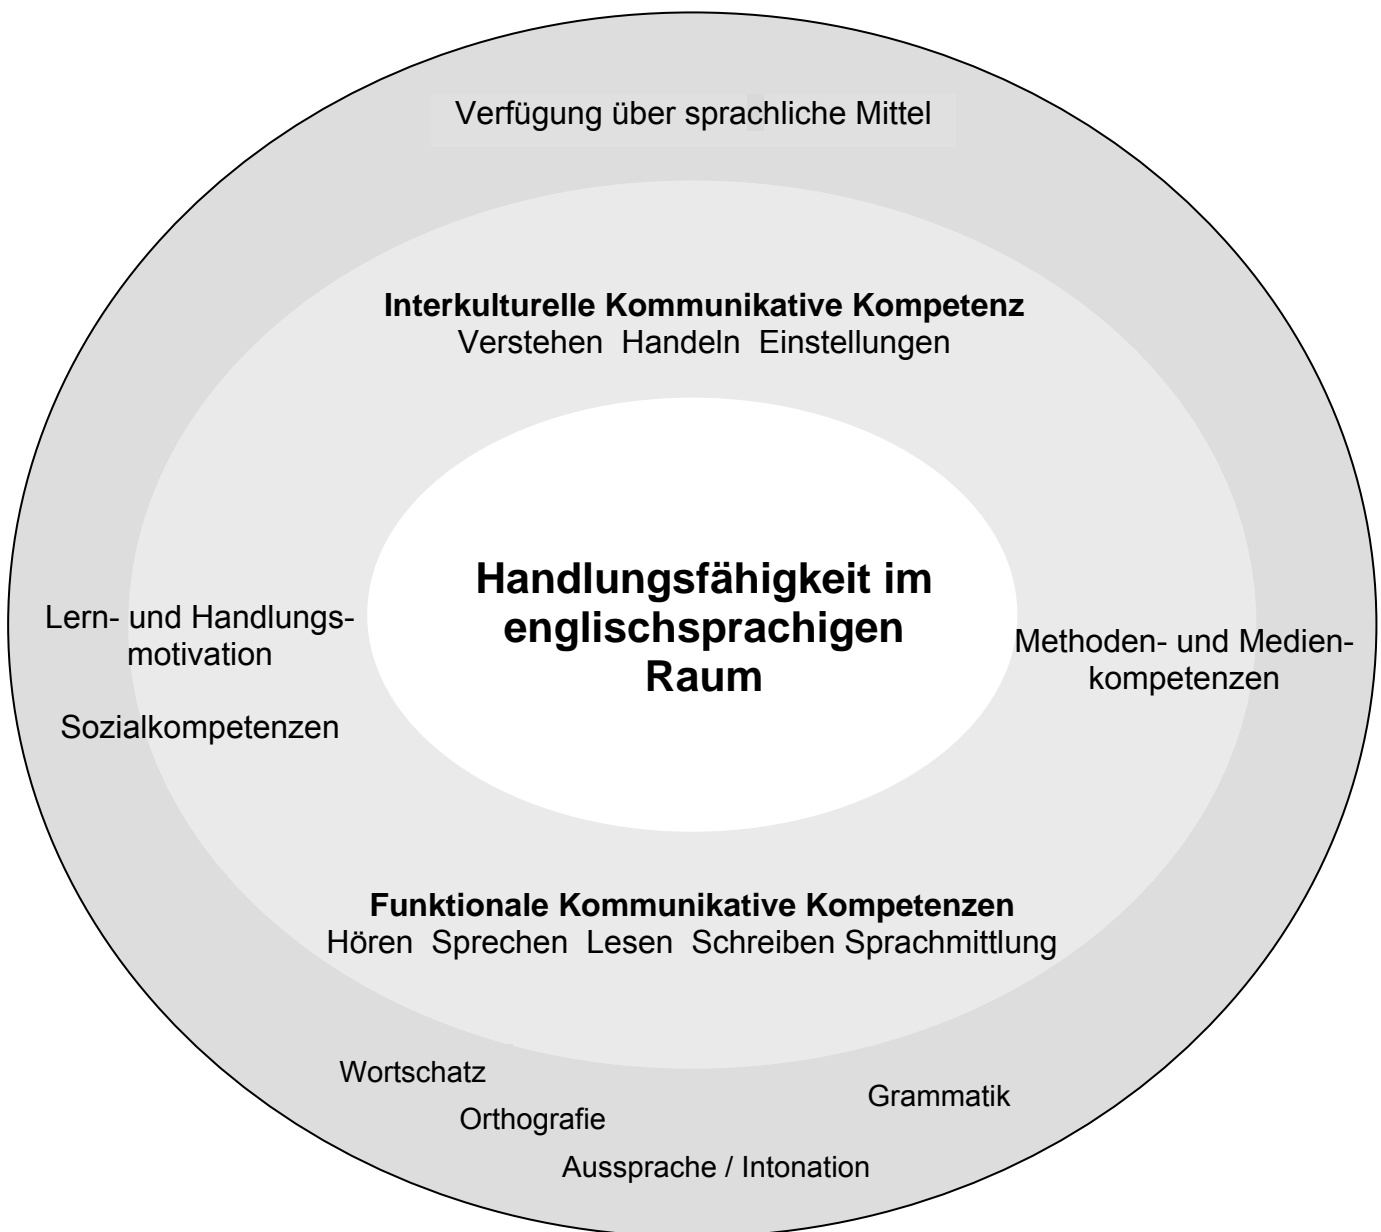 Verfügung über sprachliche Mittel
Interkulturelle Kommunikative Kompetenz
Verstehen Handeln Einstellungen
Handlungsfähigkeit im
englischsprachigen
Raum
Lern- und Handlungs-
motivation
Sozialkompetenzen
Methoden- und Medien-
kompetenzen
Funktionale Kommunikative Kompetenzen
Hören Sprechen Lesen Schreiben Sprachmittlung
Wortschatz
Grammatik
Orthografie
Aussprache / Intonation